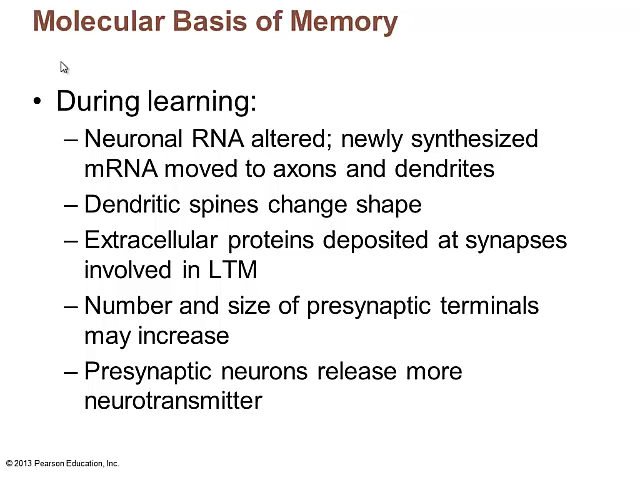 Molecular Basis of Memory
• During learning:
– Neuronal RNA altered; newly synthesized
mRNA moved to axons and dendrites
– Dendritic spines change shape
– Extracellular proteins deposited at synapses
involved in LTM
– Number and size of presynaptic terminals
may increase
– Presynaptic neurons release more
neurotransmitter
© 2013 Pearson Education, Inc.